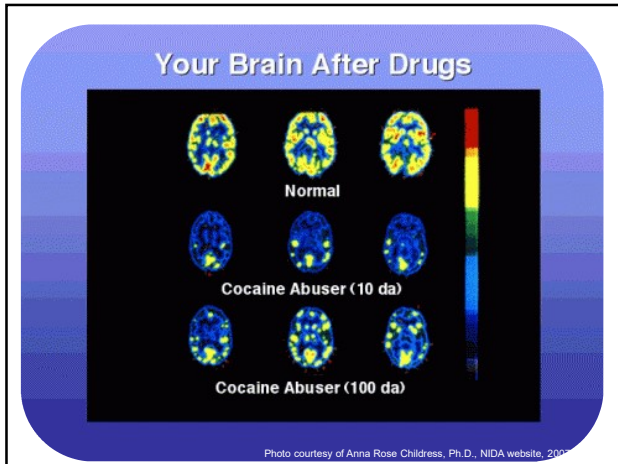 Your Brain After Drugs
Normal
Cocaine Abuser (10 da)
Cocaine Abuser (100 da)
Photo courtesy of Anna Rose Childress, Ph.D., NIDA website,